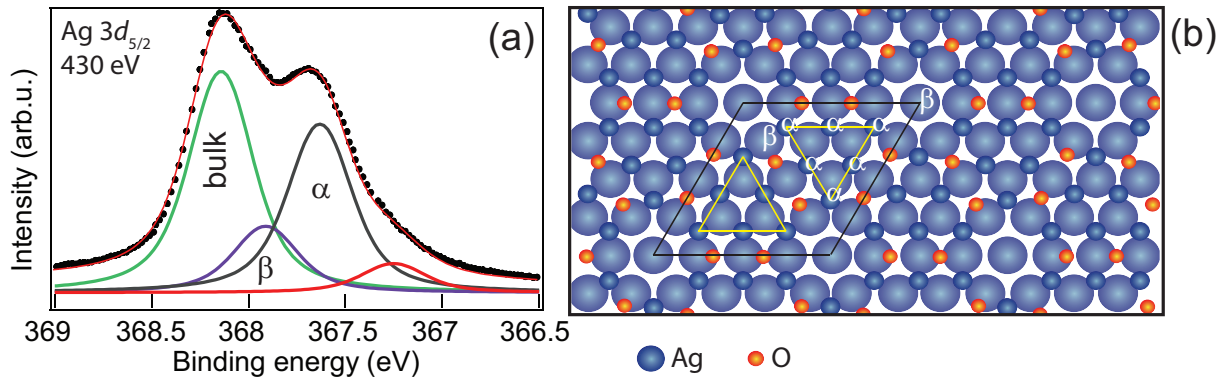 (a)
Ag 3d5/2
430 eV
Intensity (arb.u.)
bulk
α
β
369 368.5 368 367.5 367 366.5
Binding energy (eV)
(b)
β
α α α
β
α α
α
Ag O